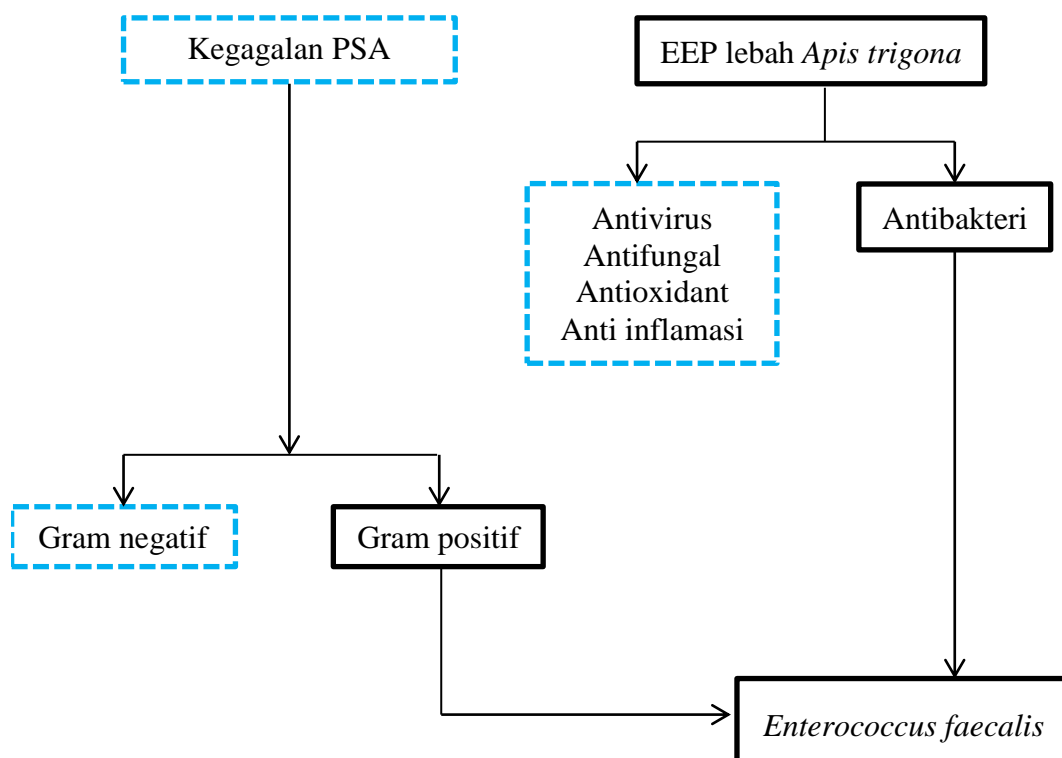 Kegagalan PSA
EEP lebah Apis trigona
Antivirus
Antifungal
Antioxidant
Anti inflamasi
Antibakteri
Gram negatif
Gram positif
Enterococcus faecalis